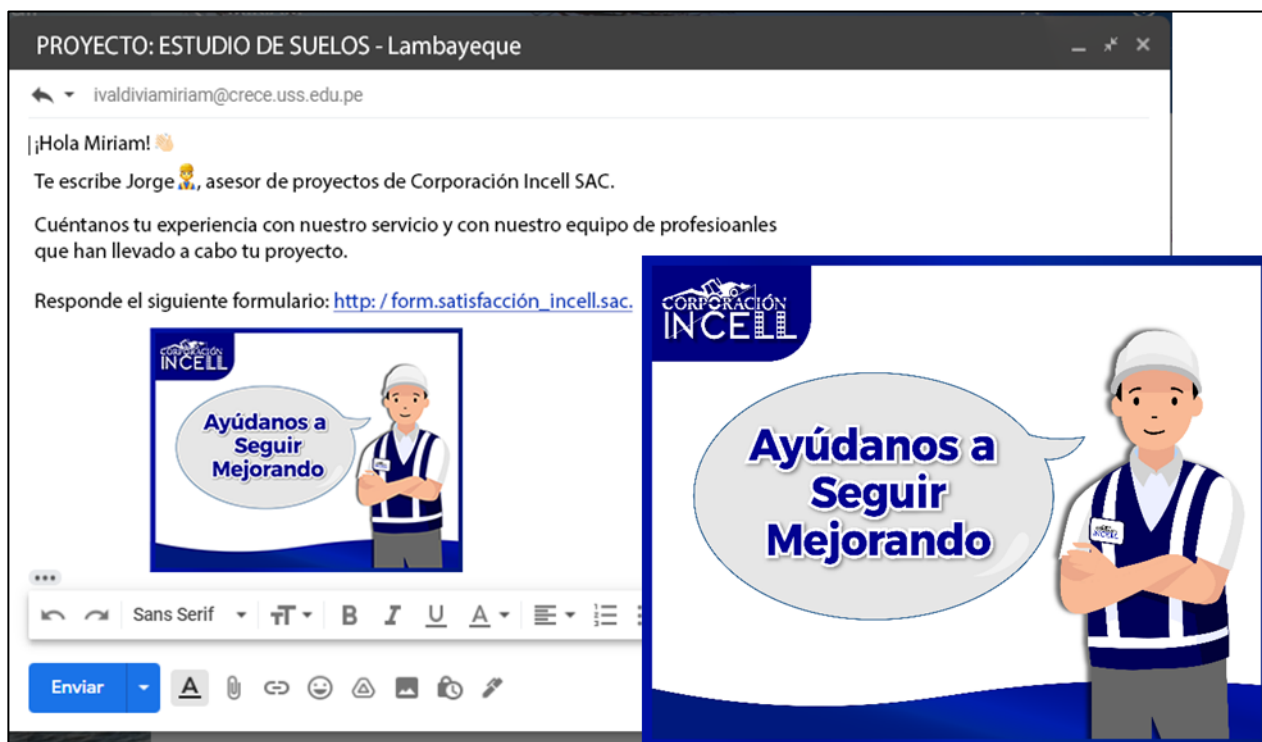 PROYECTO: ESTUDIO DE SUELOS - Lambayeque
ivaldiviamiriam@crece.uss.edu.pe
¡Hola Miriam! 👋🏻
Te escribe Jorge👷‍♂️, asesor de proyectos de Corporación Incell SAC.
Cuéntanos tu experiencia con nuestro servicio y con nuestro equipo de profesioanles
que han llevado a cabo tu proyecto.
Responde el siguiente formulario: http: / form.satisfacción_incell.sac.
CORPORACIÓN
INCELL
Ayúdanos a
Seguir
Mejorando
INCELL
Sans Serif
Enviar
CORPORACIÓN
INCELL
Ayúdanos a
Seguir
Mejorando
INCELL